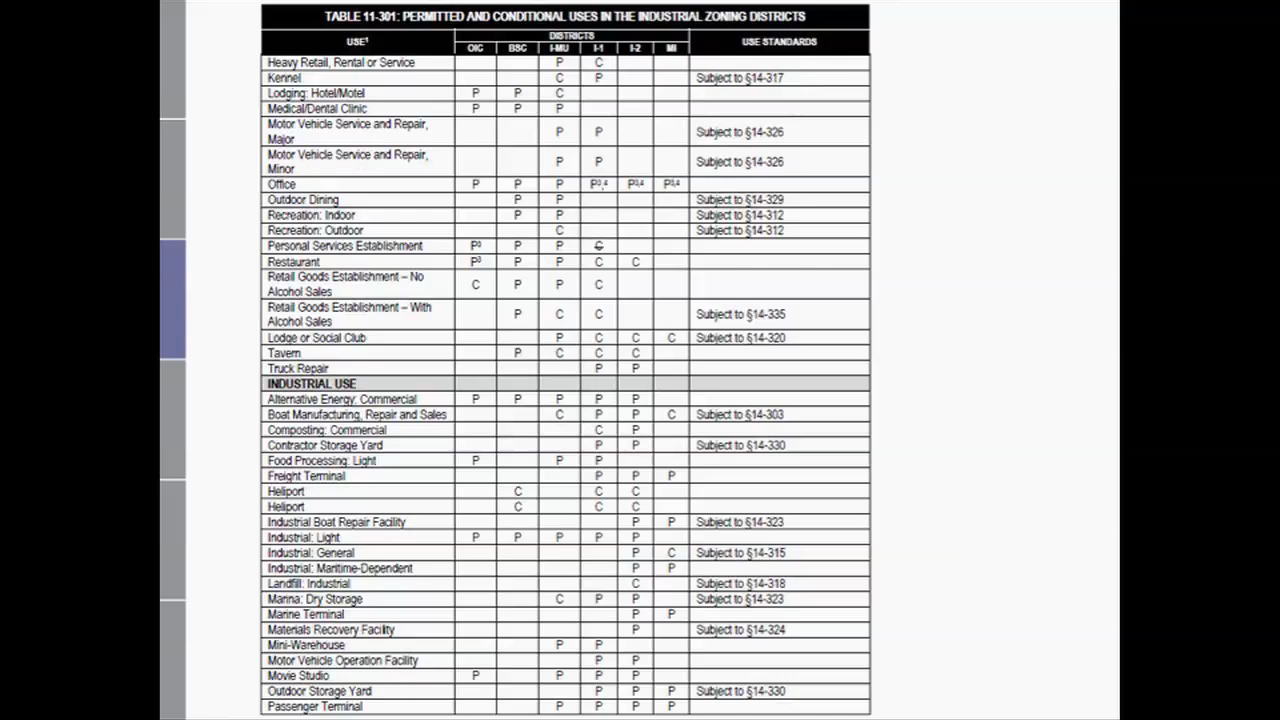 TABLE 11-301: PERMITTED AND CONDITIONAL USES IN THE INDUSTRIAL ZONING DISTRICTS
USE¹ DISTRICTS USE STANDARDS
OIC BSC I-MU I-1 I-2 MI
Heavy Retail, Rental or Service P C
Kennel C P Subject to §14-317
Lodging: Hotel/Motel P P C
Medical/Dental Clinic P P P
Motor Vehicle Service and Repair,
Major P P Subject to §14-326
Motor Vehicle Service and Repair,
Minor P P Subject to §14-326
Office P P P P³,⁴ P³,⁴ P³,⁴
Outdoor Dining P P Subject to §14-329
Recreation: Indoor P P Subject to §14-312
Recreation: Outdoor C Subject to §14-312
Personal Services Establishment P³ P P C
Restaurant P³ P P C C
Retail Goods Establishment – No
Alcohol Sales C P P C
Retail Goods Establishment – With
Alcohol Sales P C C Subject to §14-335
Lodge or Social Club P C C C Subject to §14-320
Tavern P C C C
Truck Repair P P
INDUSTRIAL USE
Alternative Energy: Commercial P P P P P
Boat Manufacturing, Repair and Sales C P P C Subject to §14-303
Composting: Commercial C P
Contractor Storage Yard P P Subject to §14-330
Food Processing: Light P P P
Freight Terminal P P P
Heliport C C C
Heliport C C C
Industrial Boat Repair Facility P P Subject to §14-323
Industrial: Light P P P P P
Industrial: General P C Subject to §14-315
Industrial: Maritime-Dependent P P
Landfill: Industrial C Subject to §14-318
Marina: Dry Storage C P P Subject to §14-323
Marine Terminal P P
Materials Recovery Facility P Subject to §14-324
Mini-Warehouse P P
Motor Vehicle Operation Facility P P
Movie Studio P P P P
Outdoor Storage Yard P P P Subject to §14-330
Passenger Terminal P P P P